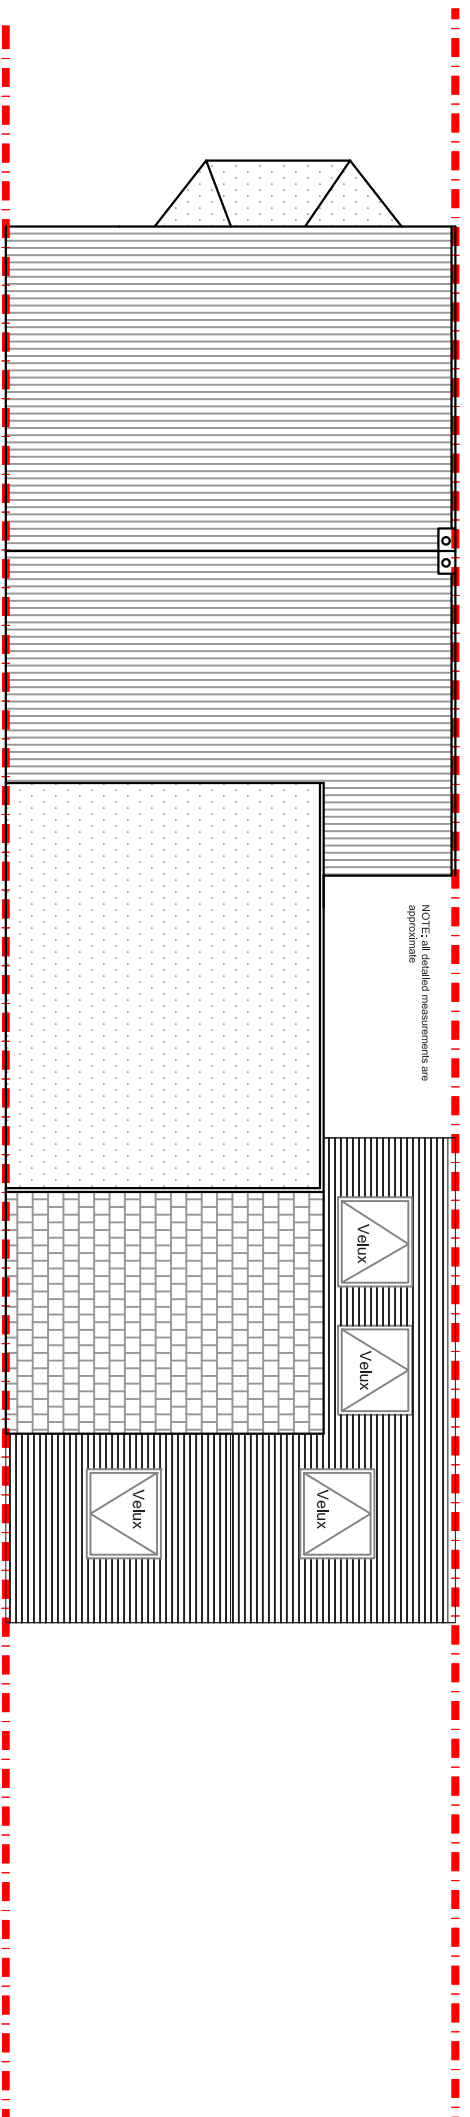 NOTE: all detailed measurements are
approximate
Velux
Velux
Velux
Velux